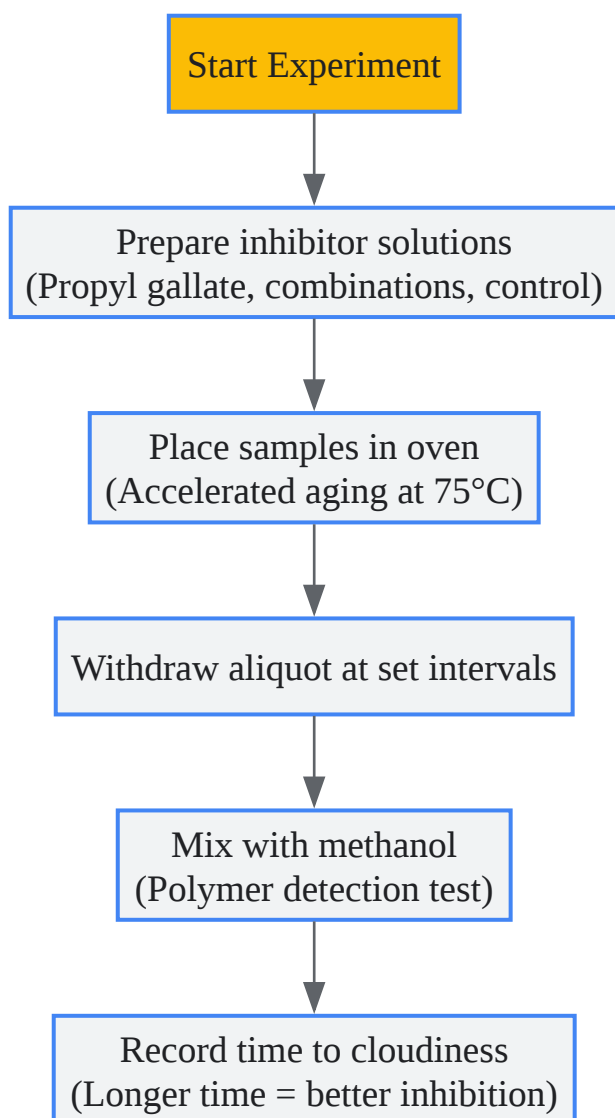 Start Experiment
Prepare inhibitor solutions
(Propyl gallate, combinations, control)
Place samples in oven
(Accelerated aging at 75°C)
Withdraw aliquot at set intervals
Mix with methanol
(Polymer detection test)
Record time to cloudiness
(Longer time = better inhibition)